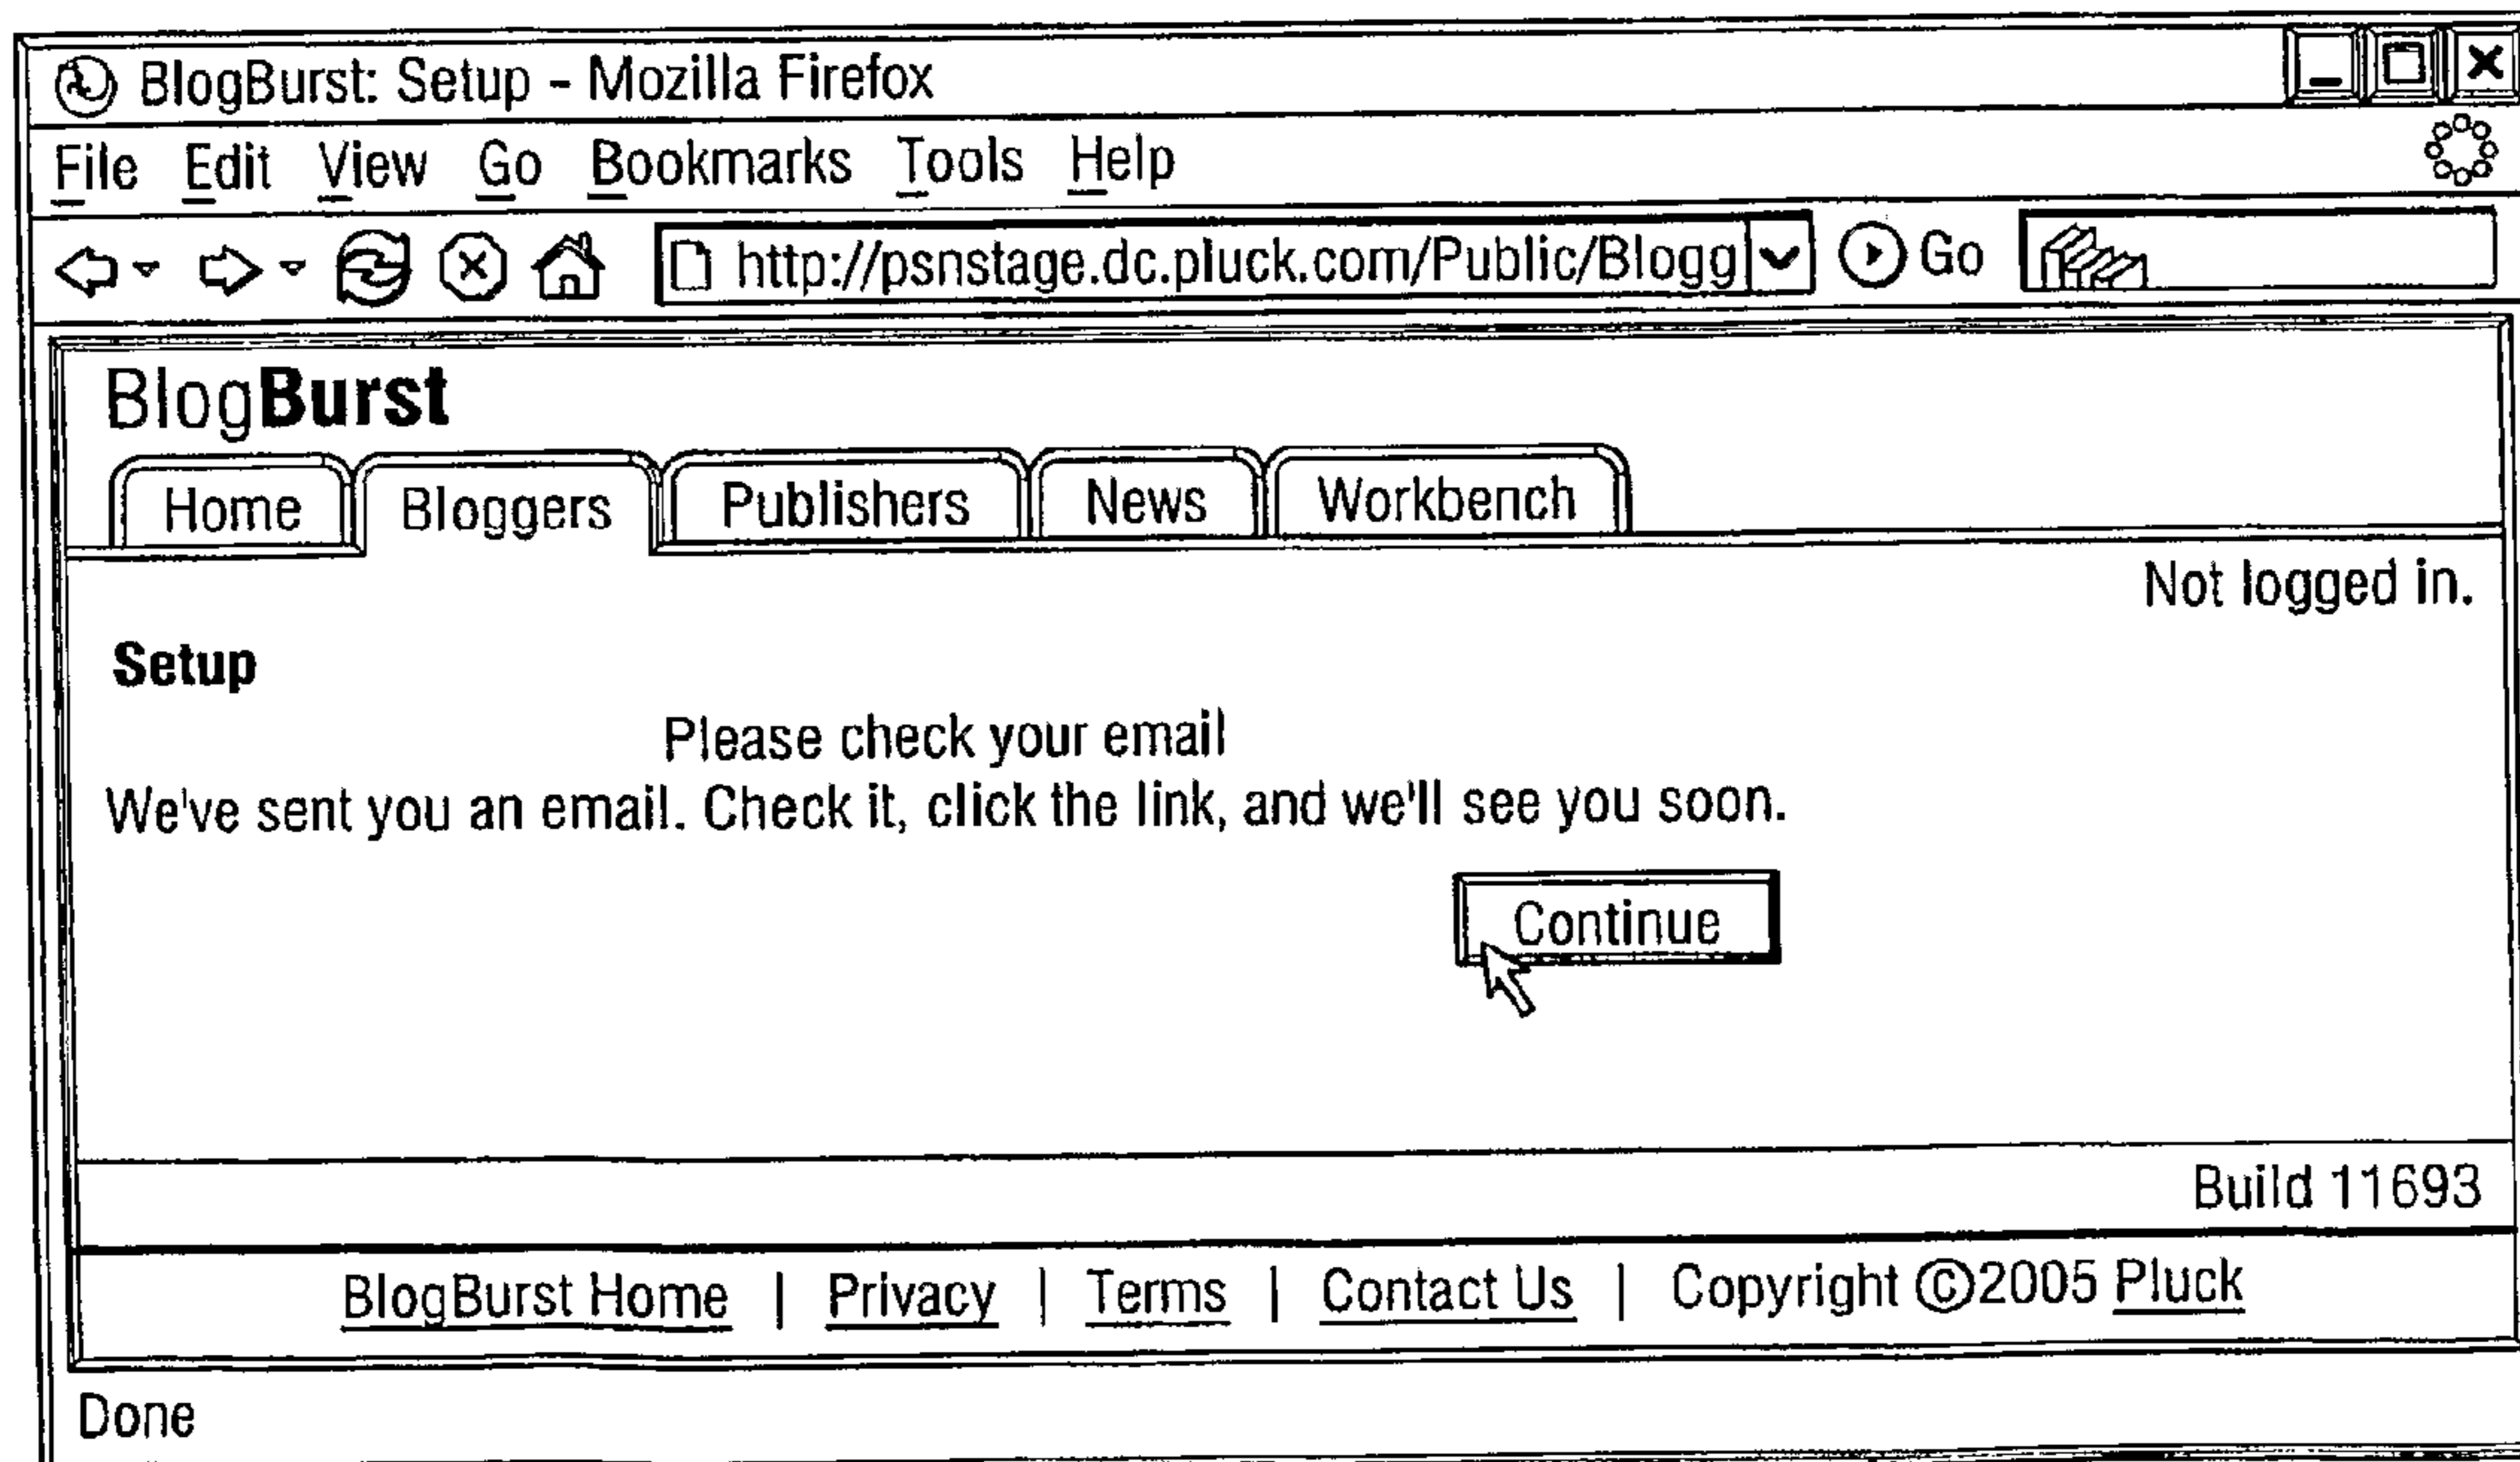 BlogBurst: Setup - Mozilla Firefox
File Edit View Go Bookmarks Tools Help
http://psnstage.dc.pluck.com/Public/Blogg Go
BlogBurst
Home Bloggers Publishers News Workbench
Not logged in.
Setup
Please check your email
We've sent you an email. Check it, click the link, and we'll see you soon.
Continue
Build 11693
BlogBurst Home | Privacy | Terms | Contact Us | Copyright ©2005 Pluck
Done